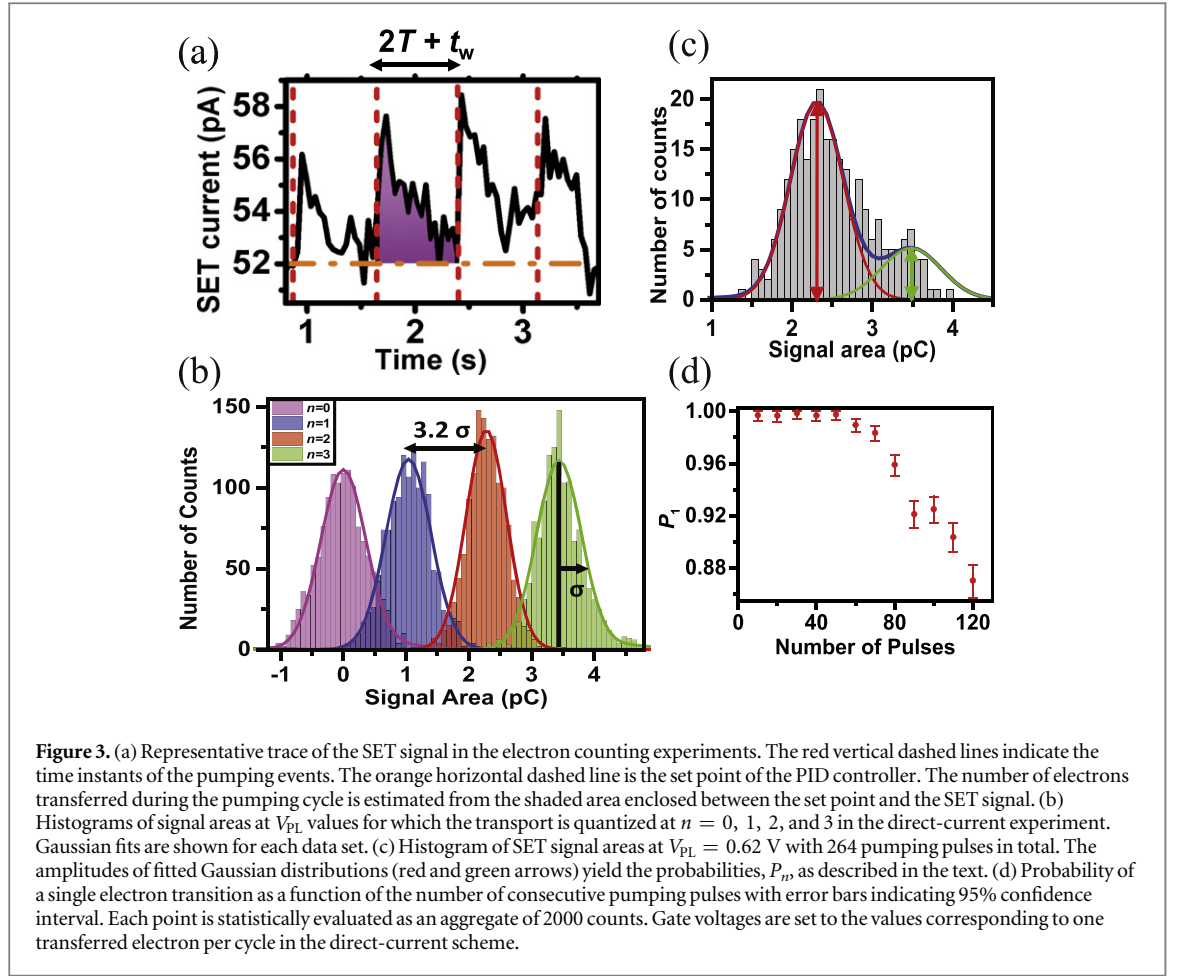 (a)
2T + t_w
SET current (pA)
58
56
54
52
1
2
3
Time (s)
(c)
Number of counts
20
15
10
5
0
1
2
3
4
Signal area (pC)
(b)
Number of Counts
150
100
50
0
n=0
n=1
n=2
n=3
3.2 σ
σ
-1
0
1
2
3
4
Signal Area (pC)
(d)
P₁
1.00
0.96
0.92
0.88
0
40
80
120
Number of Pulses
Figure 3. (a) Representative trace of the SET signal in the electron counting experiments. The red vertical dashed lines indicate the
time instants of the pumping events. The orange horizontal dashed line is the set point of the PID controller. The number of electrons
transferred during the pumping cycle is estimated from the shaded area enclosed between the set point and the SET signal. (b)
Histograms of signal areas at V_PL values for which the transport is quantized at n = 0, 1, 2, and 3 in the direct-current experiment.
Gaussian fits are shown for each data set. (c) Histogram of SET signal areas at V_PL = 0.62 V with 264 pumping pulses in total. The
amplitudes of fitted Gaussian distributions (red and green arrows) yield the probabilities, Pₙ, as described in the text. (d) Probability of
a single electron transition as a function of the number of consecutive pumping pulses with error bars indicating 95% confidence
interval. Each point is statistically evaluated as an aggregate of 2000 counts. Gate voltages are set to the values corresponding to one
transferred electron per cycle in the direct-current scheme.